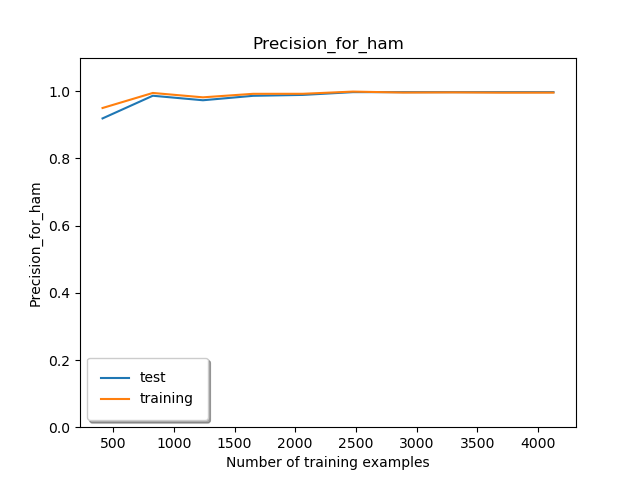 Precision_for_ham
Precision_for_ham
1.0
0.8
0.6
0.4
0.2
0.0
test
training
500 1000 1500 2000 2500 3000 3500 4000
Number of training examples